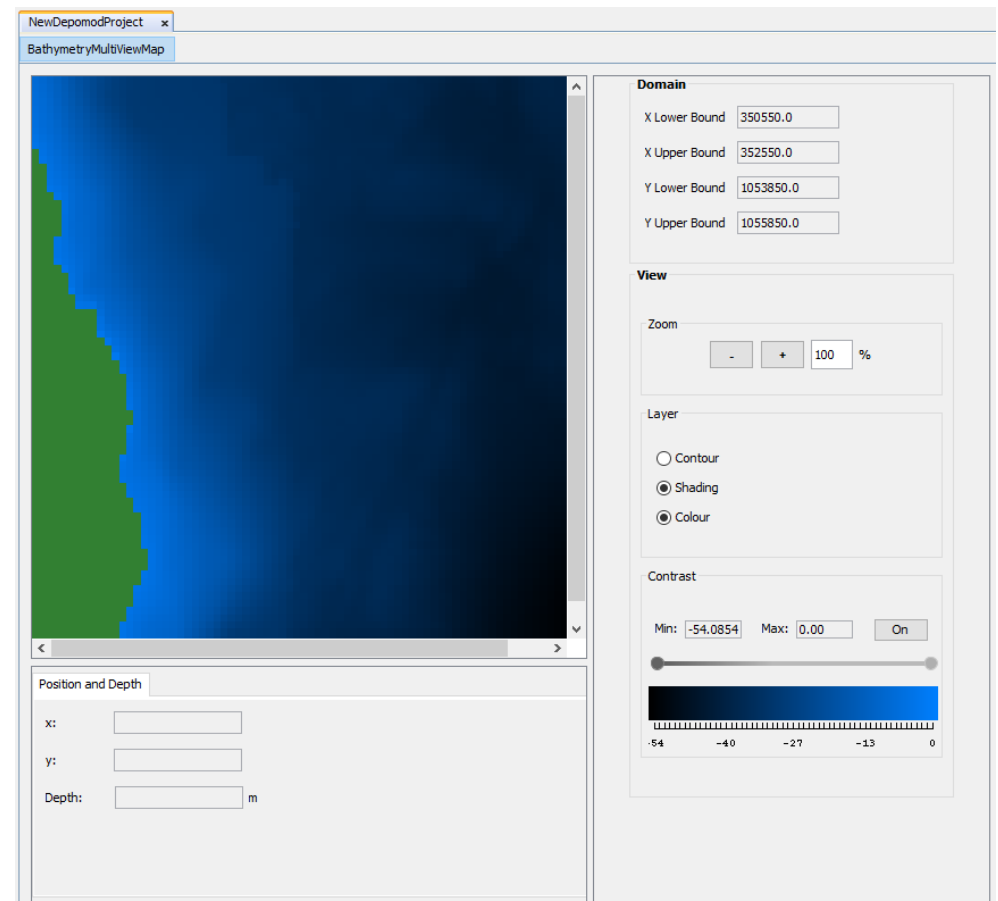 NewDepomodProject x
BathymetryMultiViewMap
Domain
X Lower Bound 350550.0
X Upper Bound 352550.0
Y Lower Bound 1053850.0
Y Upper Bound 1055850.0
View
Zoom
- + 100 %
Layer
Contour
Shading
Colour
Contrast
Min: -54.0854 Max: 0.00 On
-54 -40 -27 -13 0
Position and Depth
x:
y:
Depth: m